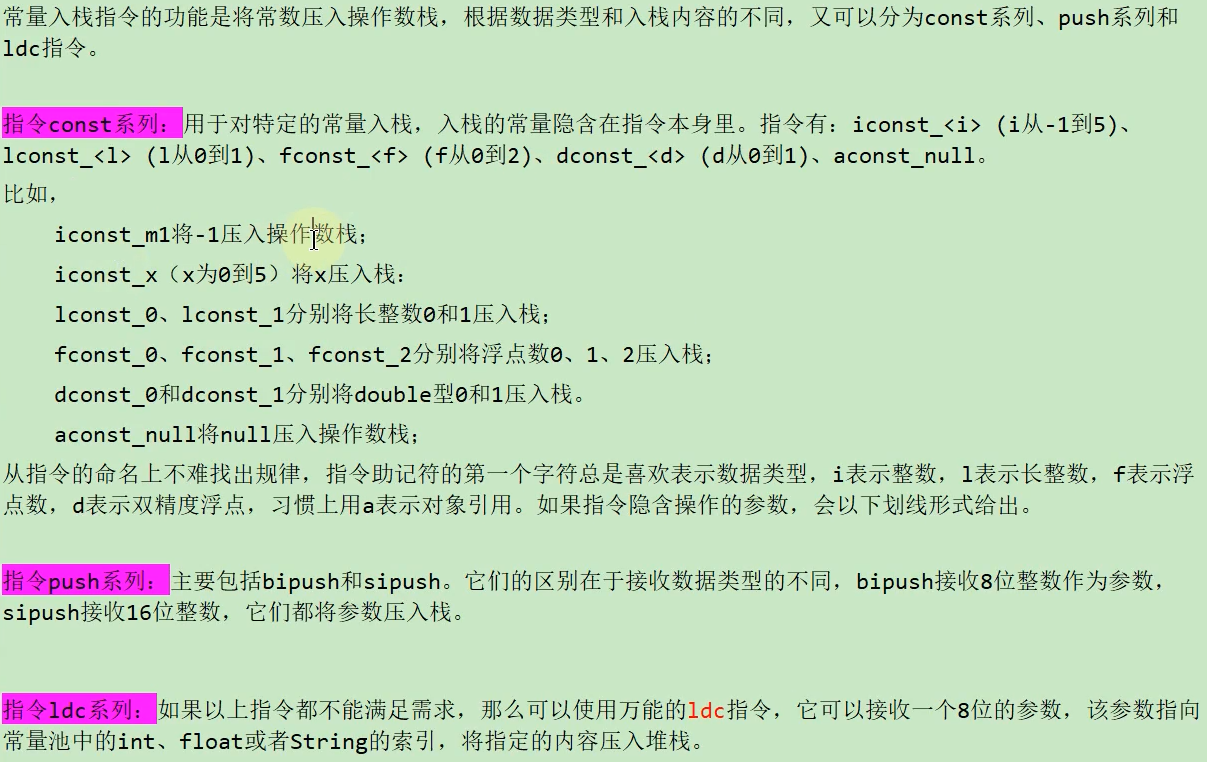 常量入栈指令的功能是将常数压入操作数栈，根据数据类型和入栈内容的不同，又可以分为const系列、push系列和
ldc指令。
指令const系列：用于对特定的常量入栈，入栈的常量隐含在指令本身里。指令有：iconst_<i> (i从-1到5)、
lconst_<l> (l从0到1)、fconst_<f> (f从0到2)、dconst_<d> (d从0到1)、aconst_null。
比如，
iconst_m1将-1压入操作数栈；
iconst_x（x为0到5）将x压入栈：
lconst_0、lconst_1分别将长整数0和1压入栈；
fconst_0、fconst_1、fconst_2分别将浮点数0、1、2压入栈；
dconst_0和dconst_1分别将double型0和1压入栈。
aconst_null将null压入操作数栈；
从指令的命名上不难找出规律，指令助记符的第一个字符总是喜欢表示数据类型，i表示整数，l表示长整数，f表示浮
点数，d表示双精度浮点，习惯上用a表示对象引用。如果指令隐含操作的参数，会以下划线形式给出。
指令push系列：主要包括bipush和sipush。它们的区别在于接收数据类型的不同，bipush接收8位整数作为参数，
sipush接收16位整数，它们都将参数压入栈。
指令ldc系列：如果以上指令都不能满足需求，那么可以使用万能的ldc指令，它可以接收一个8位的参数，该参数指向
常量池中的int、float或者String的索引，将指定的内容压入堆栈。